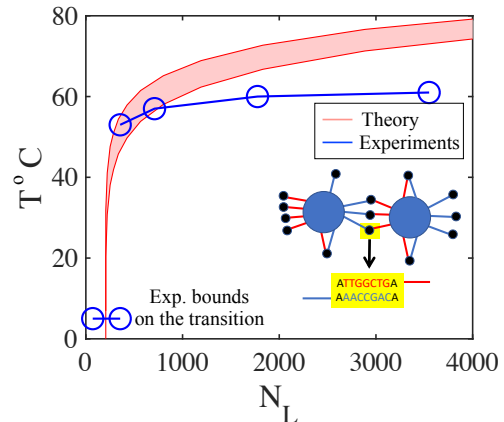 80
60
40
20
0
T° C
Theory
Experiments
ATTGGCTGA
AAACCGACA
Exp. bounds
on the transition
0 1000 2000 3000 4000
N_L